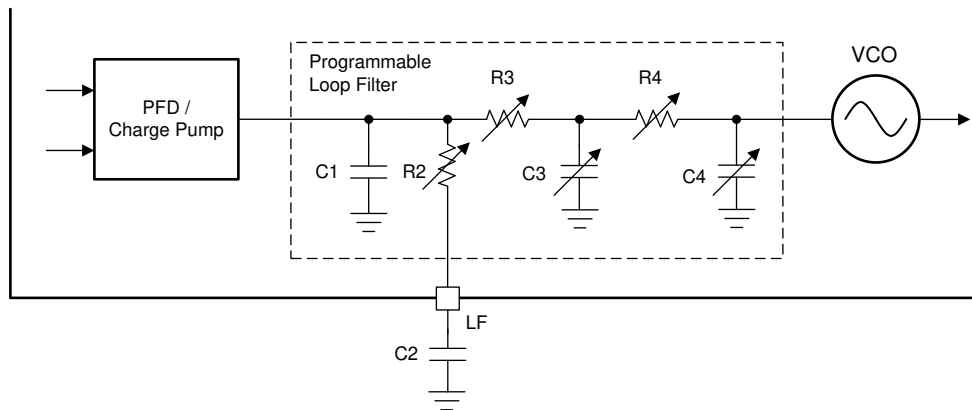 Programmable
Loop Filter
VCO
R3
R4
PFD /
Charge Pump
C1
R2
C3
C4
LF
C2